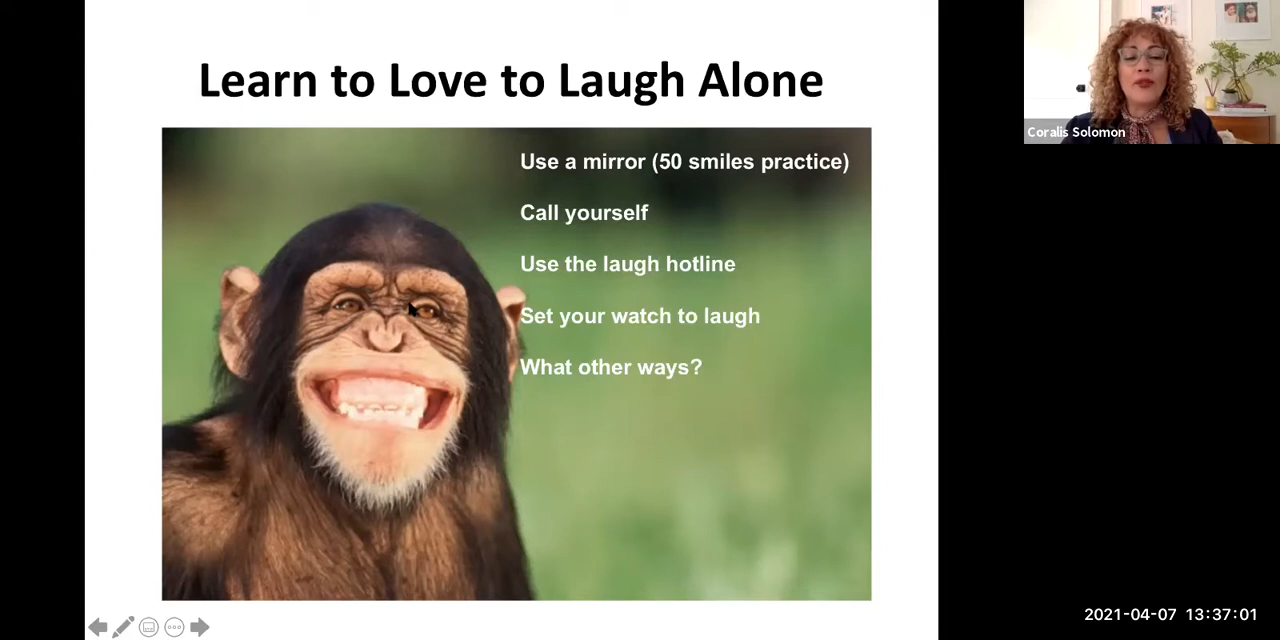 Learn to Love to Laugh Alone
Use a mirror (50 smiles practice)
Call yourself
Use the laugh hotline
Set your watch to laugh
What other ways?
Coralis Solomon
2021-04-07 13:37:01